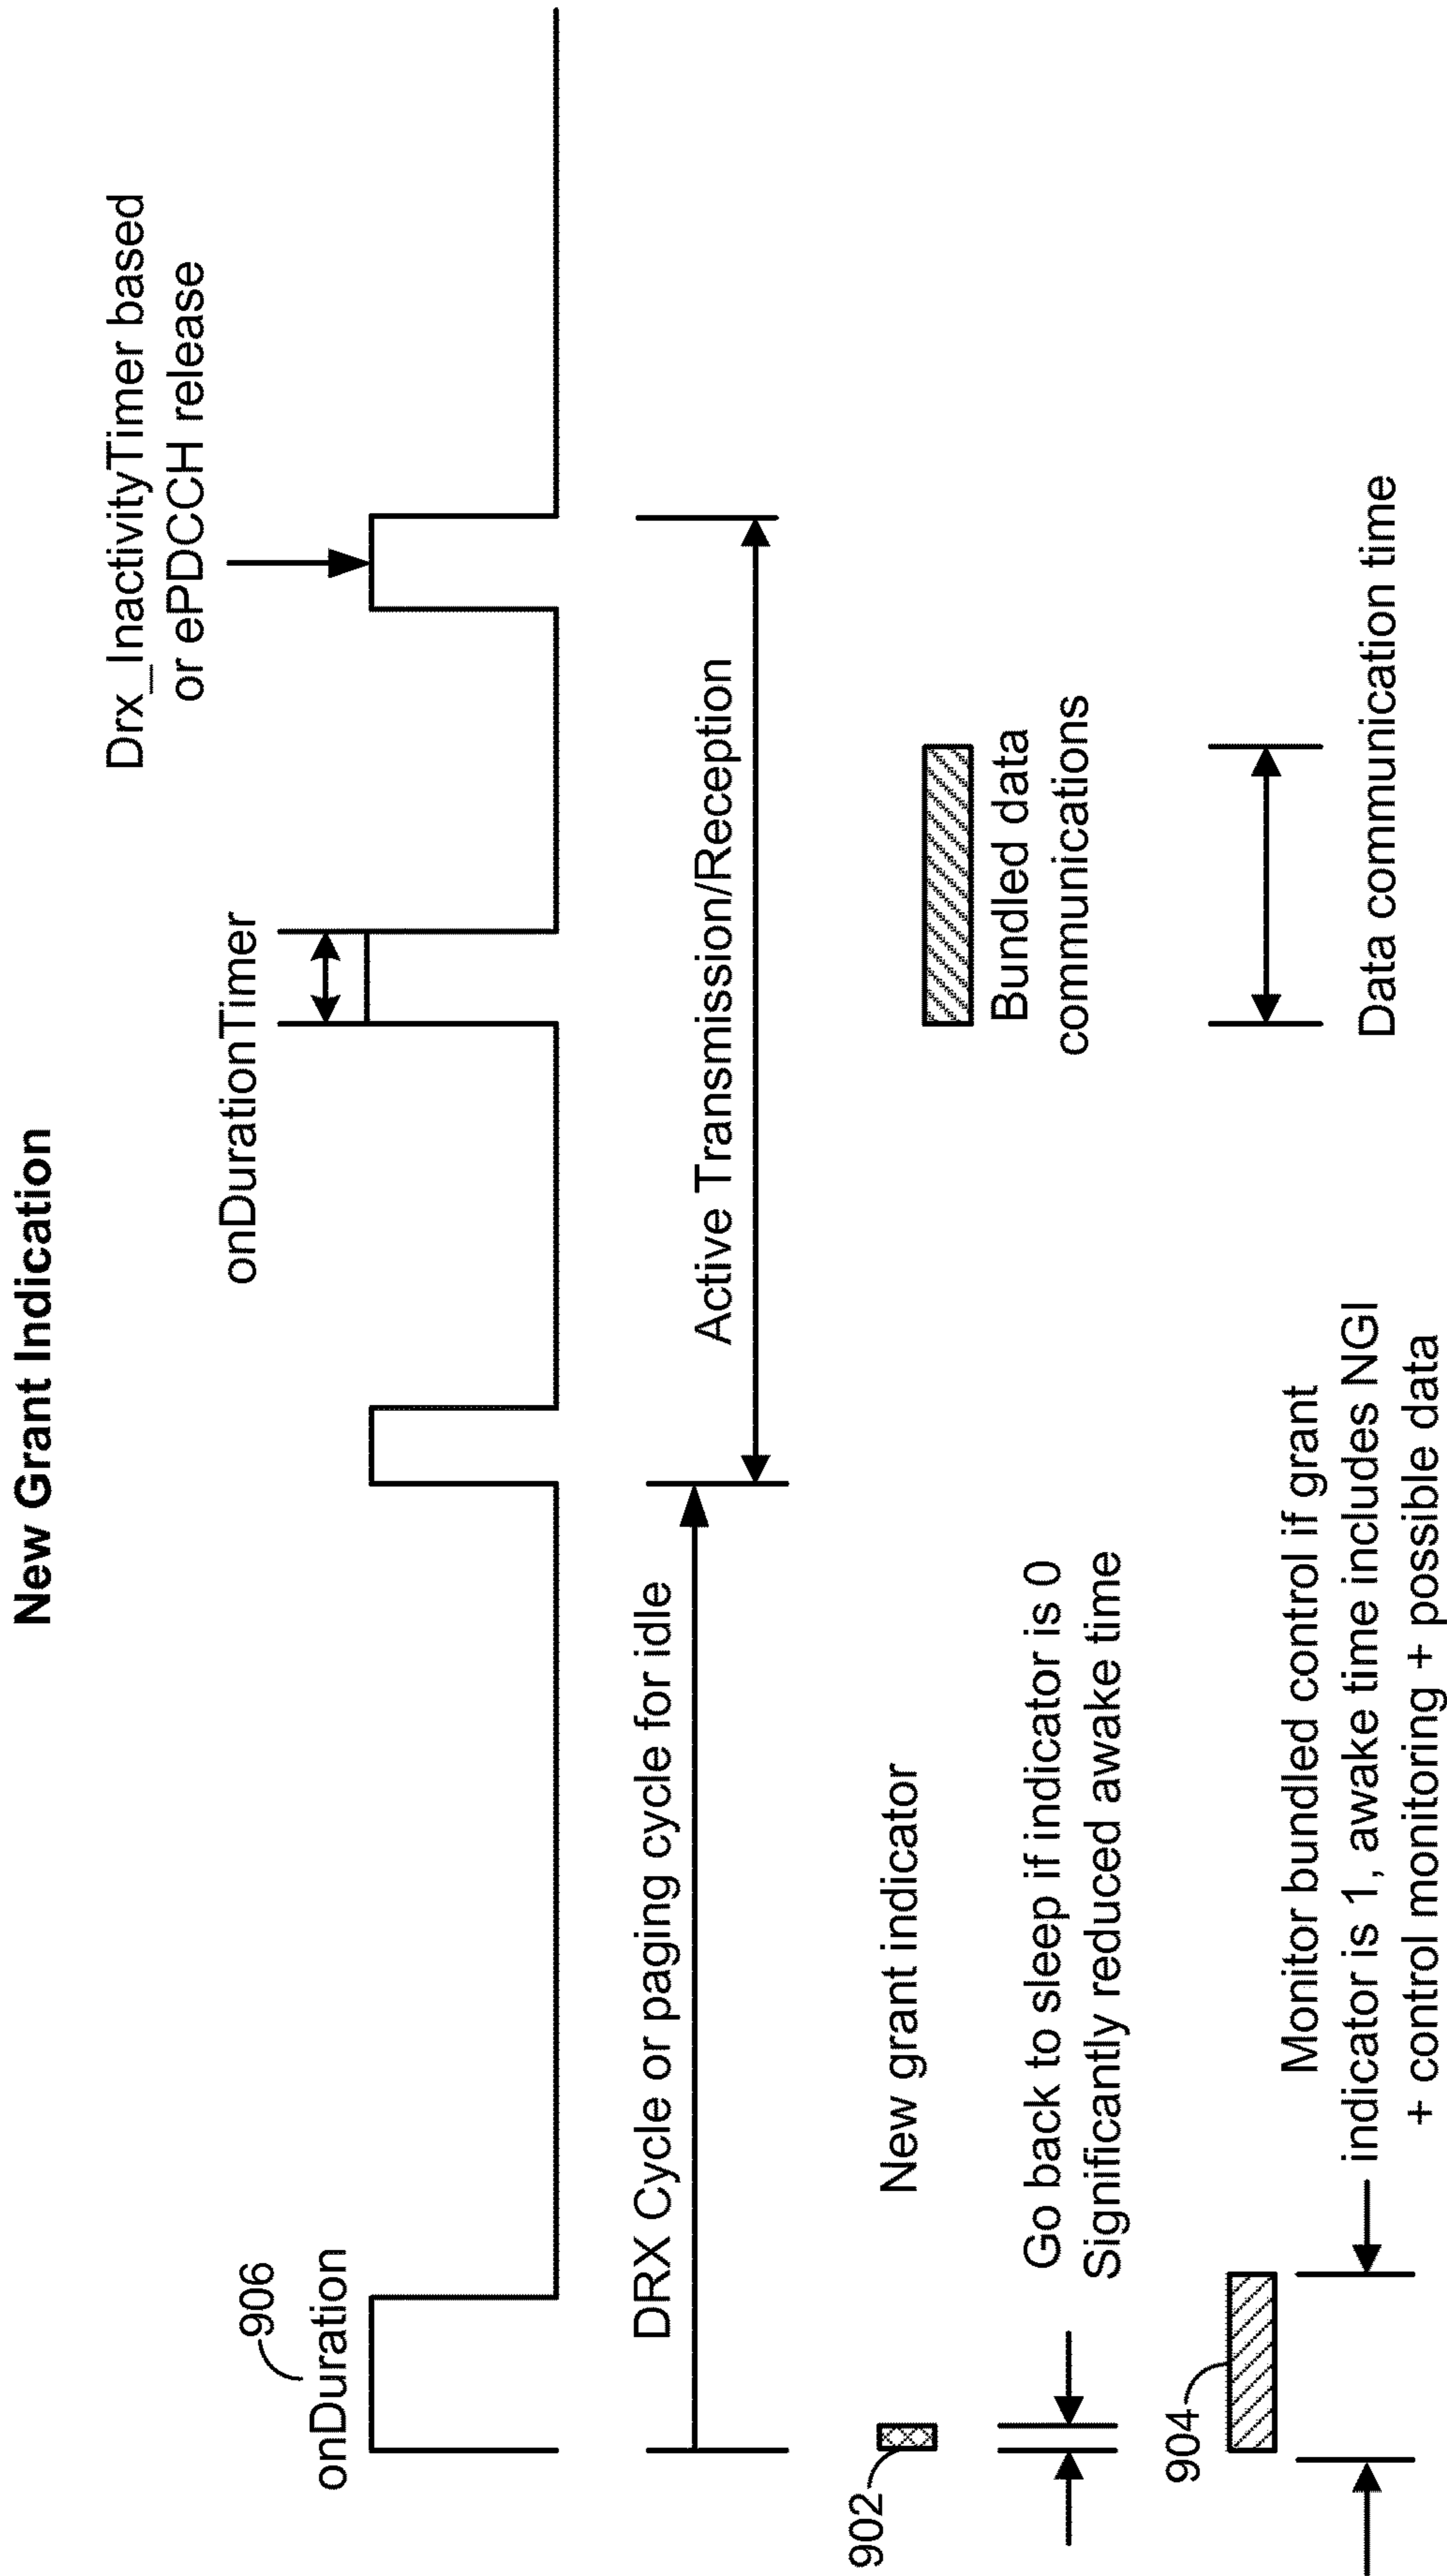 New Grant Indication
Drx_InactivityTimer based
or ePDCCH release
906
onDuration
onDurationTimer
DRX Cycle or paging cycle for idle
Active Transmission/Reception
902
New grant indicator
Bundled data
communications
Go back to sleep if indicator is 0
Significantly reduced awake time
904
Data communication time
Monitor bundled control if grant
indicator is 1, awake time includes NGI
+ control monitoring + possible data